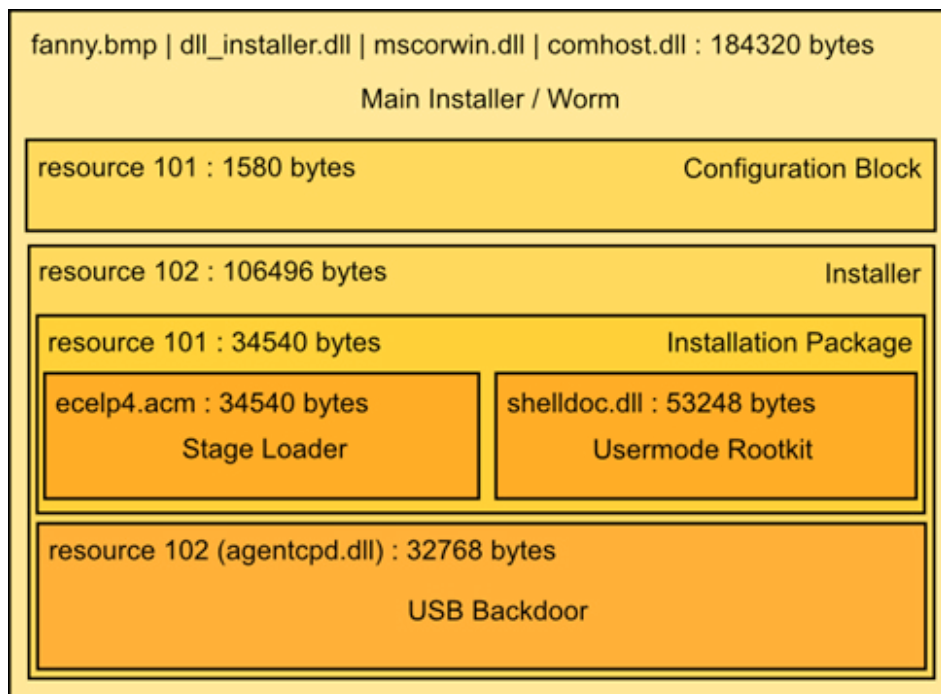 fanny.bmp | dll_installer.dll | mscorwin.dll | comhost.dll : 184320 bytes
Main Installer / Worm
resource 101 : 1580 bytes Configuration Block
resource 102 : 106496 bytes Installer
resource 101 : 34540 bytes Installation Package
ecelp4.acm : 34540 bytes
Stage Loader
shelldoc.dll : 53248 bytes
Usermode Rootkit
resource 102 (agentcpd.dll) : 32768 bytes
USB Backdoor